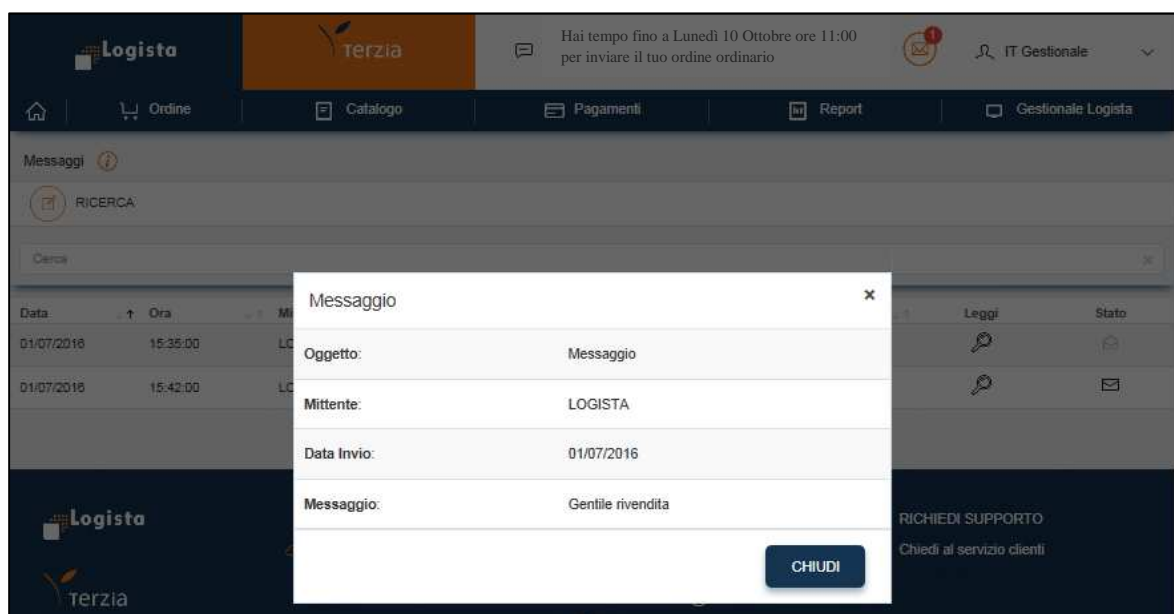 Logista
Terzia
Hai tempo fino a Lunedì 10 Ottobre ore 11:00
per inviare il tuo ordine ordinario
1
IT Gestionale
Ordine
Catalogo
Pagamenti
Report
Gestionale Logista
Messaggi
RICERCA
Cerca
Data
Ora
Leggi
Stato
01/07/2016
15:35:00
01/07/2016
15:42:00
Messaggio
×
Oggetto:
Messaggio
Mittente:
LOGISTA
Data Invio:
01/07/2016
Messaggio:
Gentile rivendita
CHIUDI
Logista
Terzia
RICHIEDI SUPPORTO
Chiedi al servizio clienti